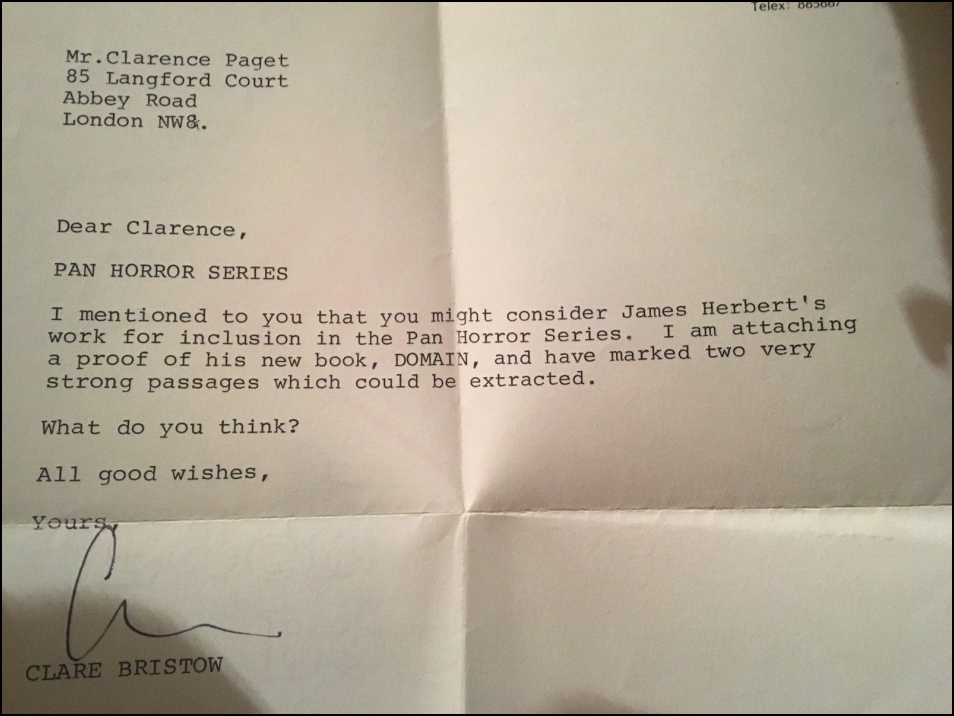 Telex:
Mr.Clarence Paget
85 Langford Court
Abbey Road
London NW8.
Dear Clarence,
PAN HORROR SERIES
I mentioned to you that you might consider James Herbert's
work for inclusion in the Pan Horror Series. I am attaching
a proof of his new book, DOMAIN, and have marked two very
strong passages which could be extracted.
What do you think?
All good wishes,
Yours,
CLARE BRISTOW